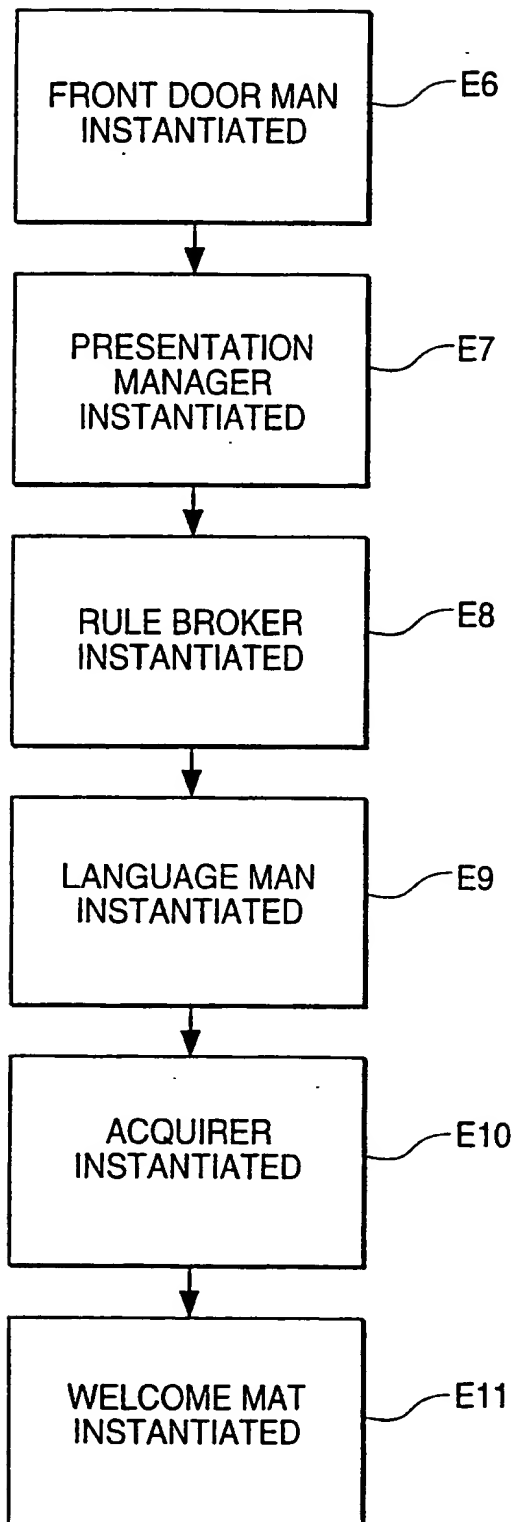 FRONT DOOR MAN
INSTANTIATED
E6
PRESENTATION
MANAGER
INSTANTIATED
E7
RULE BROKER
INSTANTIATED
E8
LANGUAGE MAN
INSTANTIATED
E9
ACQUIRER
INSTANTIATED
E10
WELCOME MAT
INSTANTIATED
E11